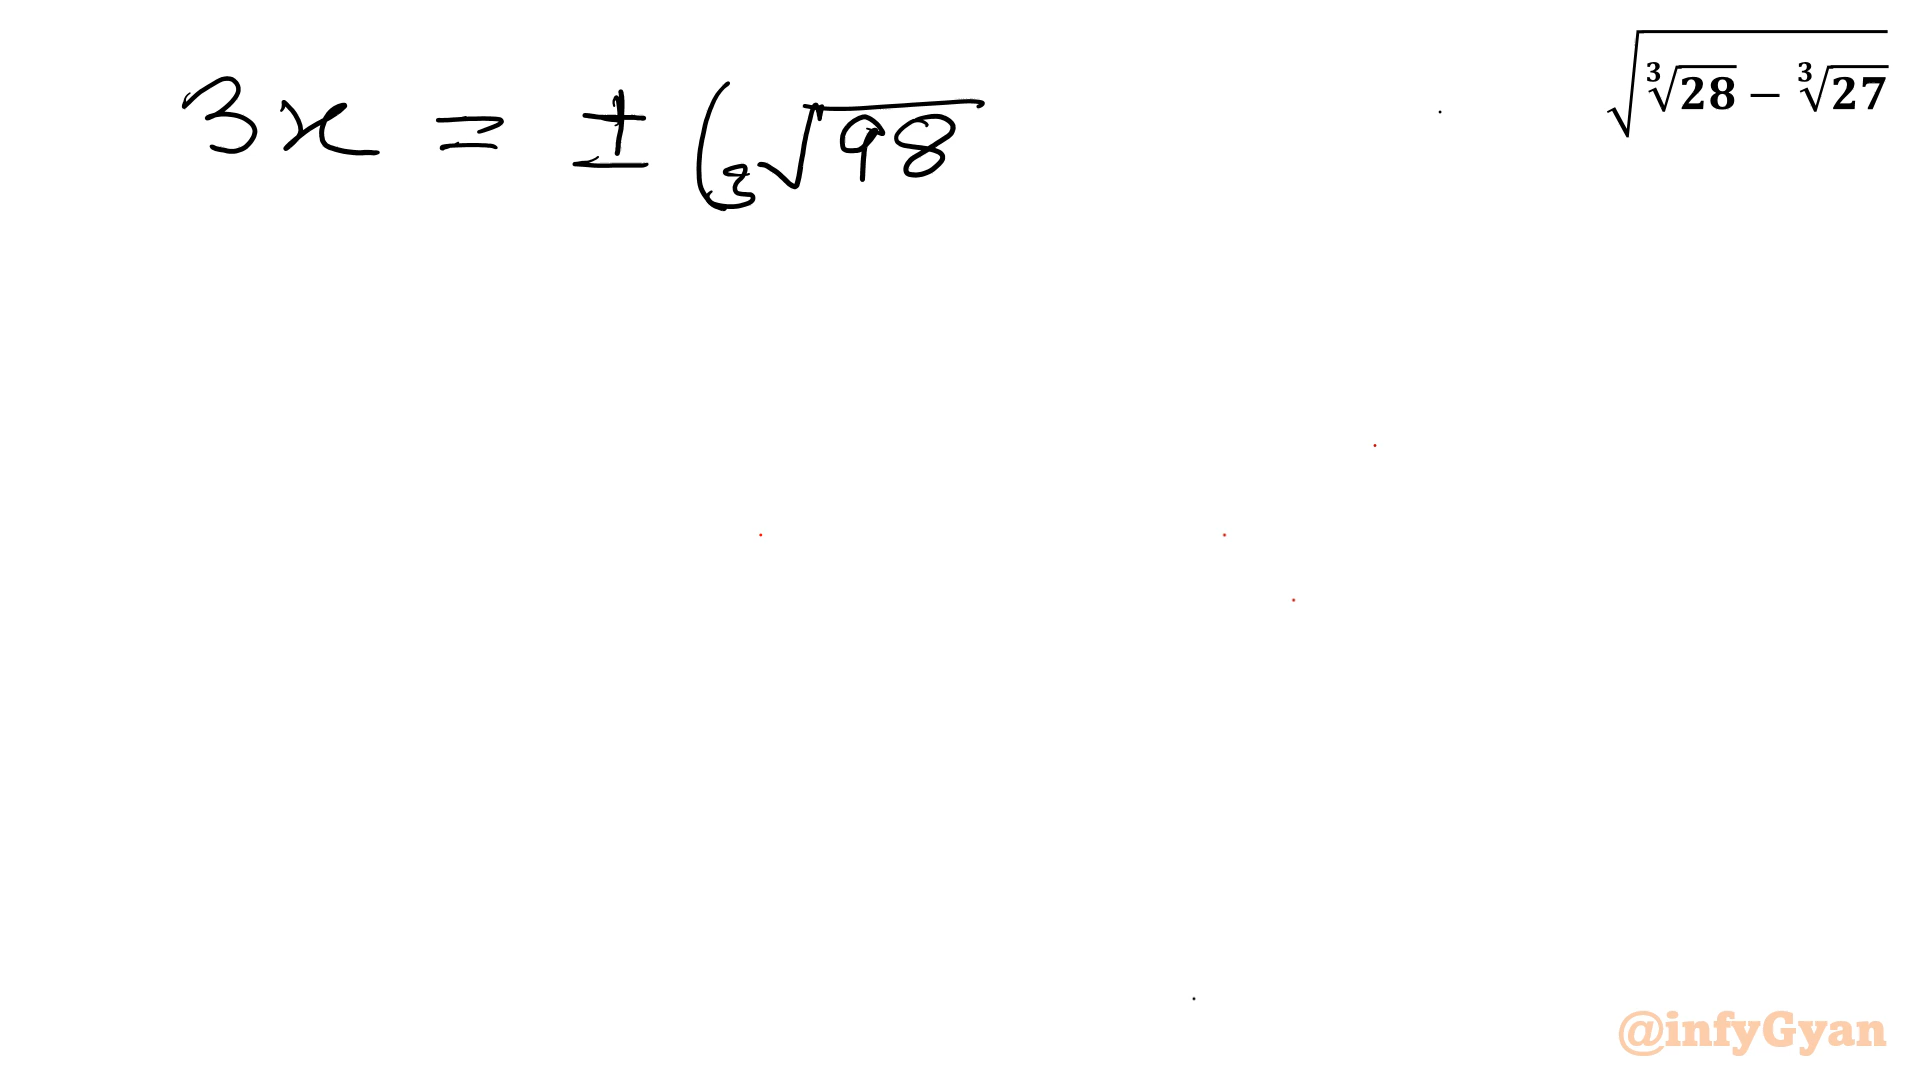 3x = ± (∛98
√(∛28 − ∛27)
@infyGyan